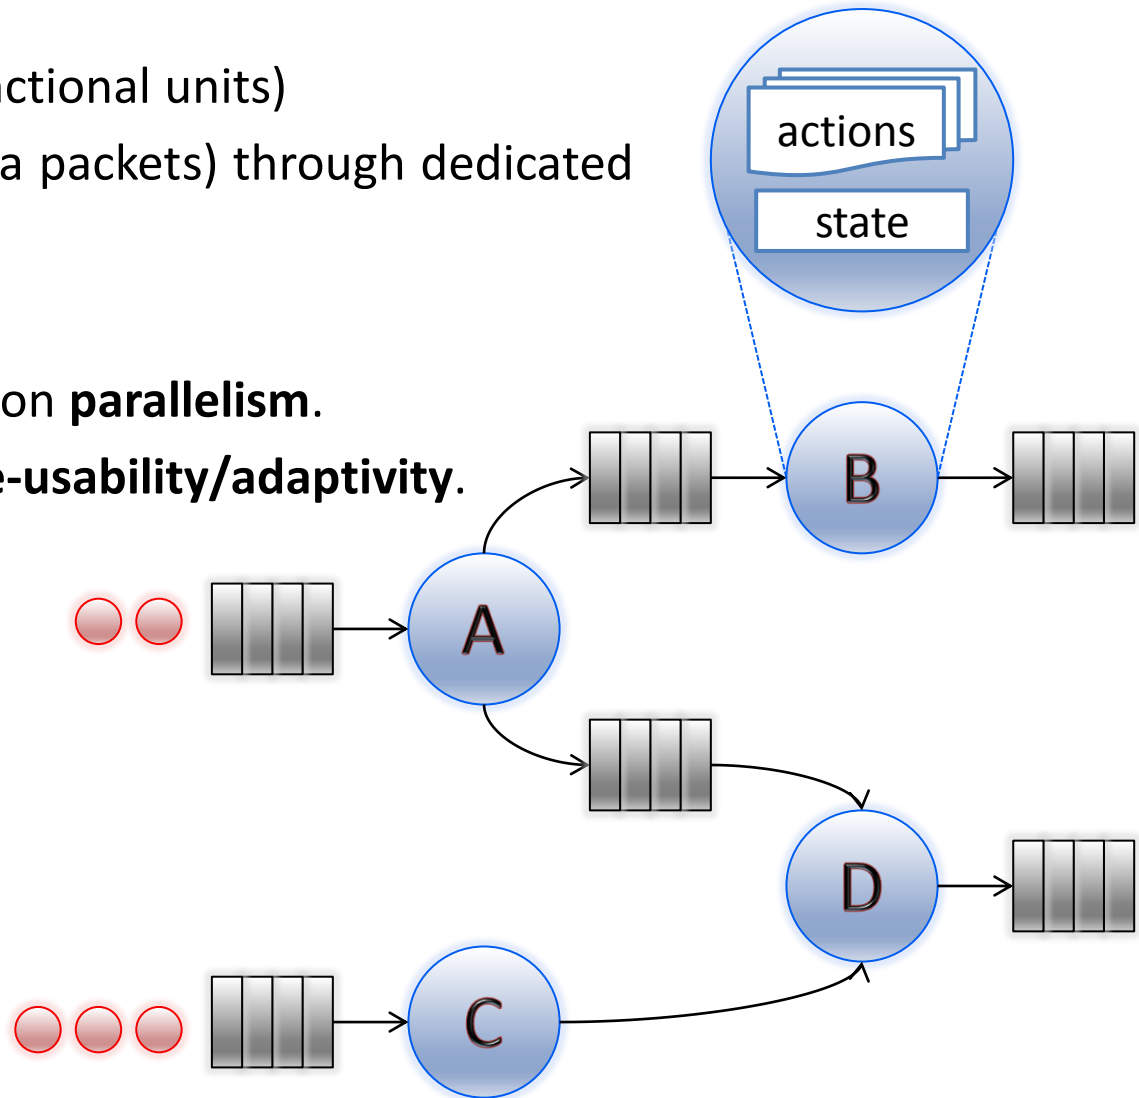 ctional units)
a packets) through dedicated
on parallelism.
e-usability/adaptivity.
actions
state
B
A
D
C